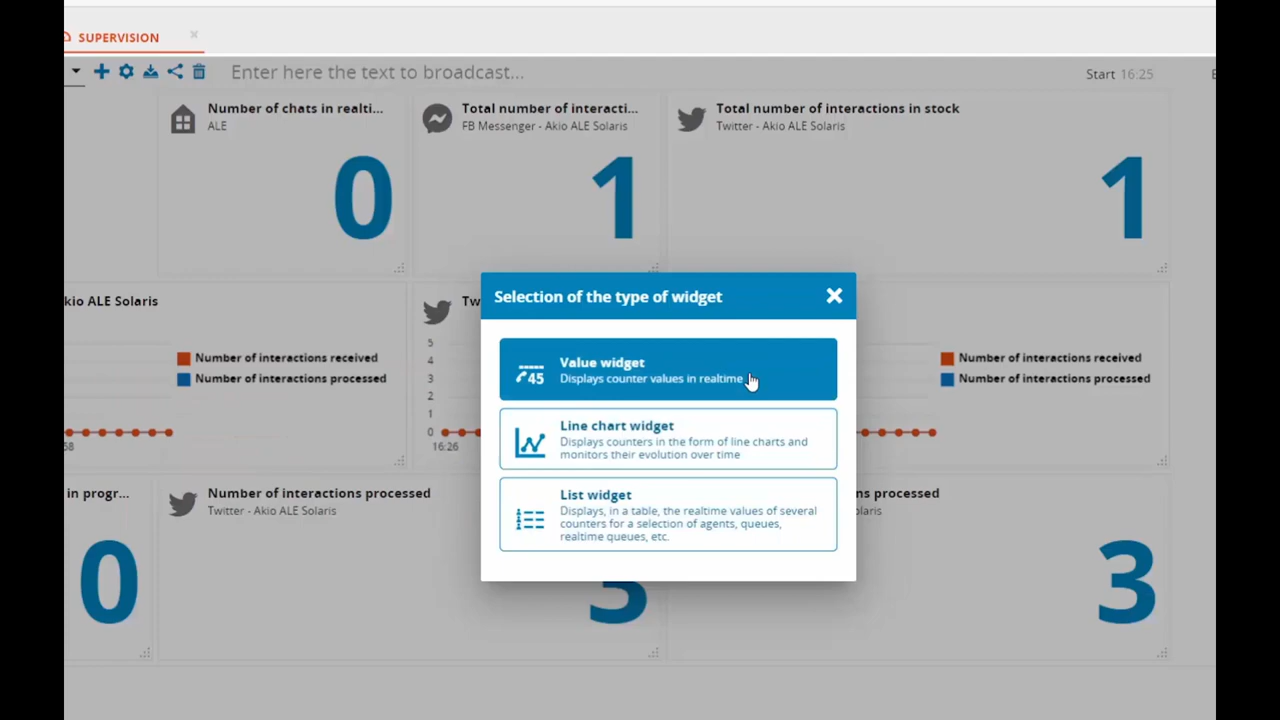 SUPERVISION
Enter here the text to broadcast...
Start 16:25
Number of chats in realti...
ALE
0
Total number of interacti...
FB Messenger - Akio ALE Solaris
1
Total number of interactions in stock
Twitter - Akio ALE Solaris
1
Selection of the type of widget
Value widget
Displays counter values in realtime
45
Line chart widget
Displays counters in the form of line charts and
monitors their evolution over time
List widget
Displays, in a table, the realtime values of several
counters for a selection of agents, queues,
realtime queues, etc.
kio ALE Solaris
Number of interactions received
Number of interactions processed
58
Tw
5
4
3
2
1
0
16:26
Number of interactions received
Number of interactions processed
in progr...
0
Number of interactions processed
Twitter - Akio ALE Solaris
3
ns processed
olaris
3